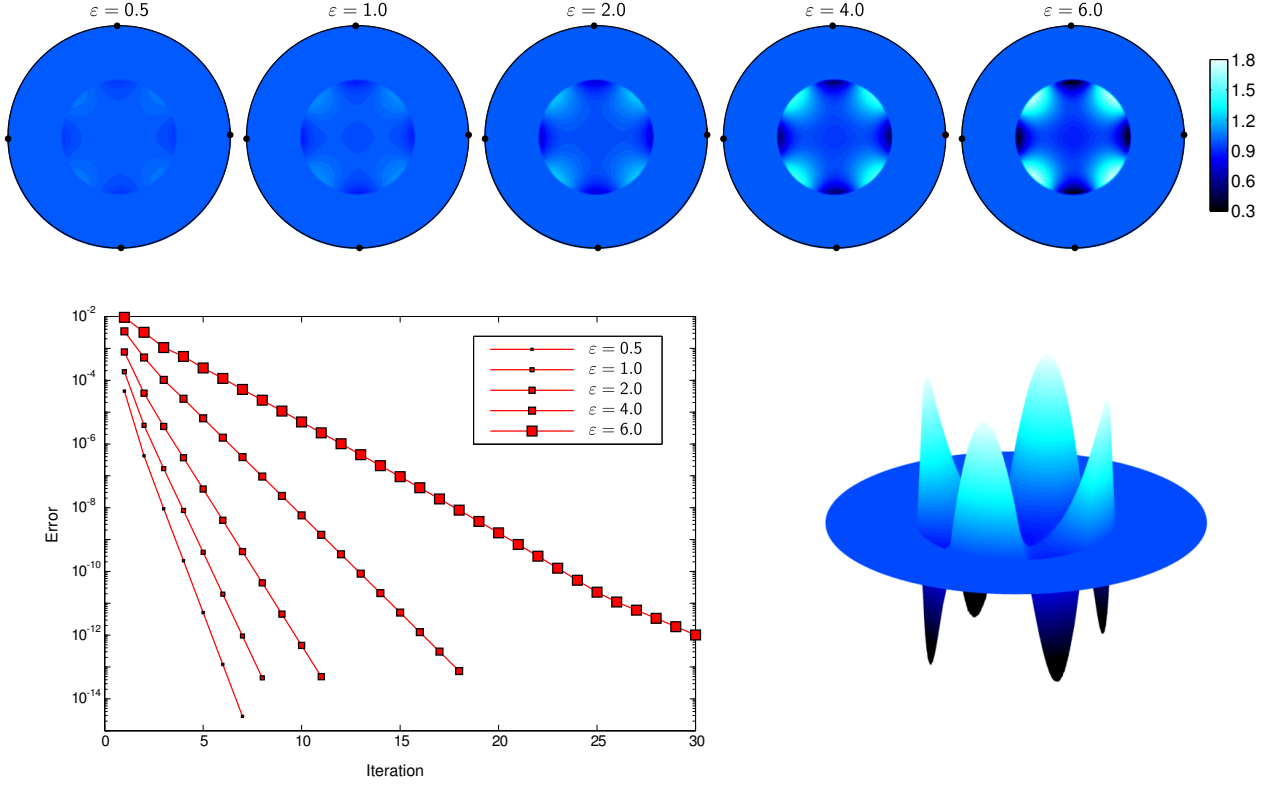 ε = 0.5 ε = 1.0 ε = 2.0 ε = 4.0 ε = 6.0
1.8
1.5
1.2
0.9
0.6
0.3
10-2
10-4
10-6
10-8
10-10
10-12
10-14
Error
ε = 0.5
ε = 1.0
ε = 2.0
ε = 4.0
ε = 6.0
0 5 10 15 20 25 30
Iteration